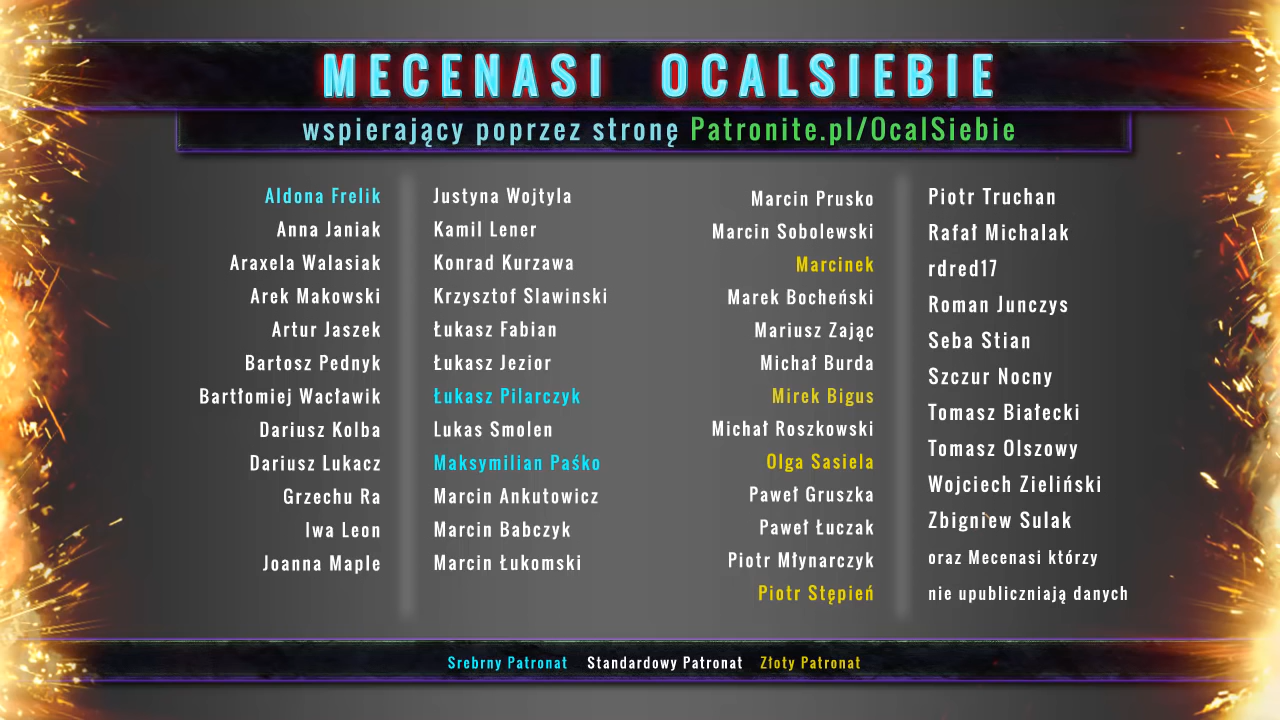 MECENASI OCALSIEBIE
wspierający poprzez stronę Patronite.pl/OcalSiebie
Aldona Frelik
Anna Janiak
Araxela Walasiak
Arek Makowski
Artur Jaszek
Bartosz Pednyk
Bartłomiej Wacławik
Dariusz Kolba
Dariusz Lukacz
Grzechu Ra
Iwa Leon
Joanna Maple
Justyna Wojtyla
Kamil Lener
Konrad Kurzawa
Krzysztof Slawinski
Łukasz Fabian
Łukasz Jezior
Łukasz Pilarczyk
Lukas Smolen
Maksymilian Paśko
Marcin Ankutowicz
Marcin Babczyk
Marcin Łukomski
Marcin Prusko
Marcin Sobolewski
Marcinek
Marek Bocheński
Mariusz Zając
Michał Burda
Mirek Bigus
Michał Roszkowski
Olga Sasiela
Paweł Gruszka
Paweł Łuczak
Piotr Młynarczyk
Piotr Stępień
Piotr Truchan
Rafał Michalak
rdred17
Roman Junczys
Seba Stian
Szczur Nocny
Tomasz Białecki
Tomasz Olszowy
Wojciech Zieliński
Zbigniew Sulak
oraz Mecenasi którzy
nie upubliczniają danych
Srebrny Patronat Standardowy Patronat Złoty Patronat